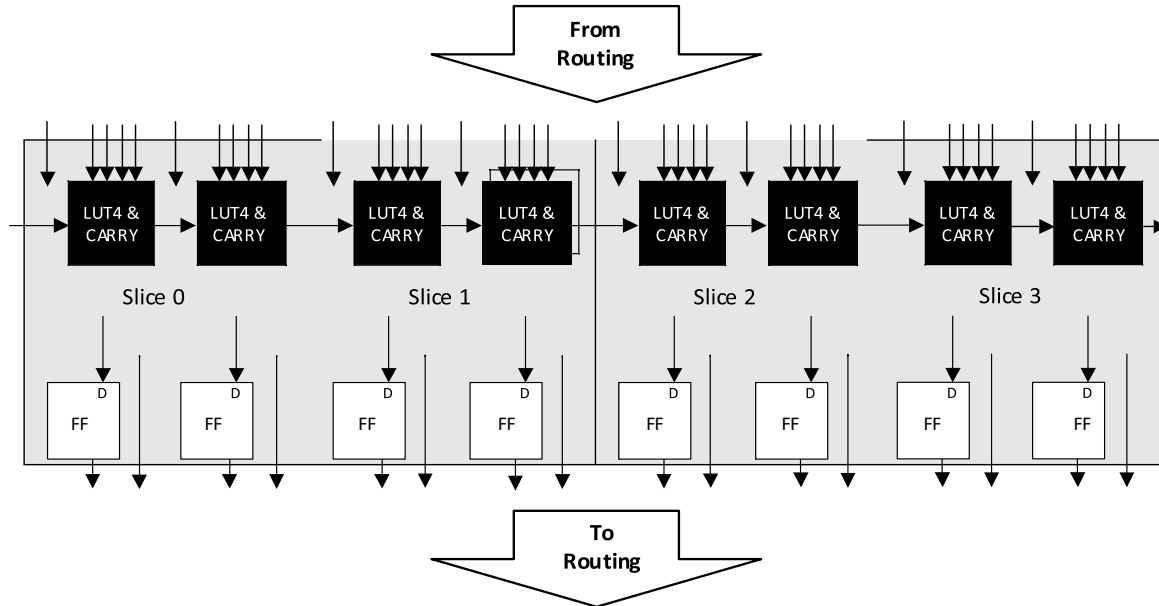 From
Routing
LUT4 &
CARRY
LUT4 &
CARRY
LUT4 &
CARRY
LUT4 &
CARRY
LUT4 &
CARRY
LUT4 &
CARRY
LUT4 &
CARRY
LUT4 &
CARRY
Slice 0
Slice 1
Slice 2
Slice 3
D
FF
D
FF
D
FF
D
FF
D
FF
D
FF
D
FF
D
FF
To
Routing